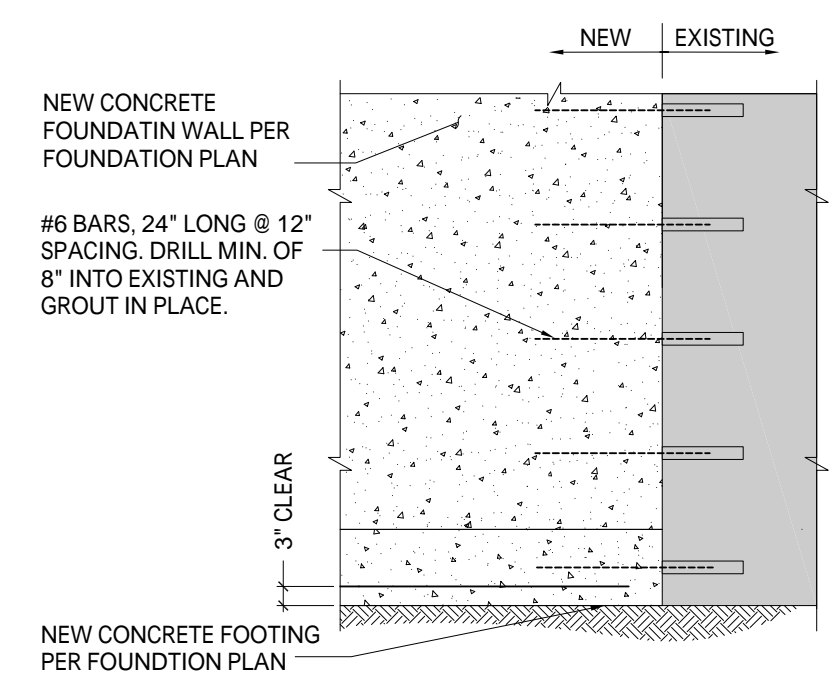 NEW EXISTING
NEW CONCRETE
FOUNDATIN WALL PER
FOUNDATION PLAN
#6 BARS, 24" LONG @ 12"
SPACING. DRILL MIN. OF
8" INTO EXISTING AND
GROUT IN PLACE.
3" CLEAR
NEW CONCRETE FOOTING
PER FOUNDTION PLAN